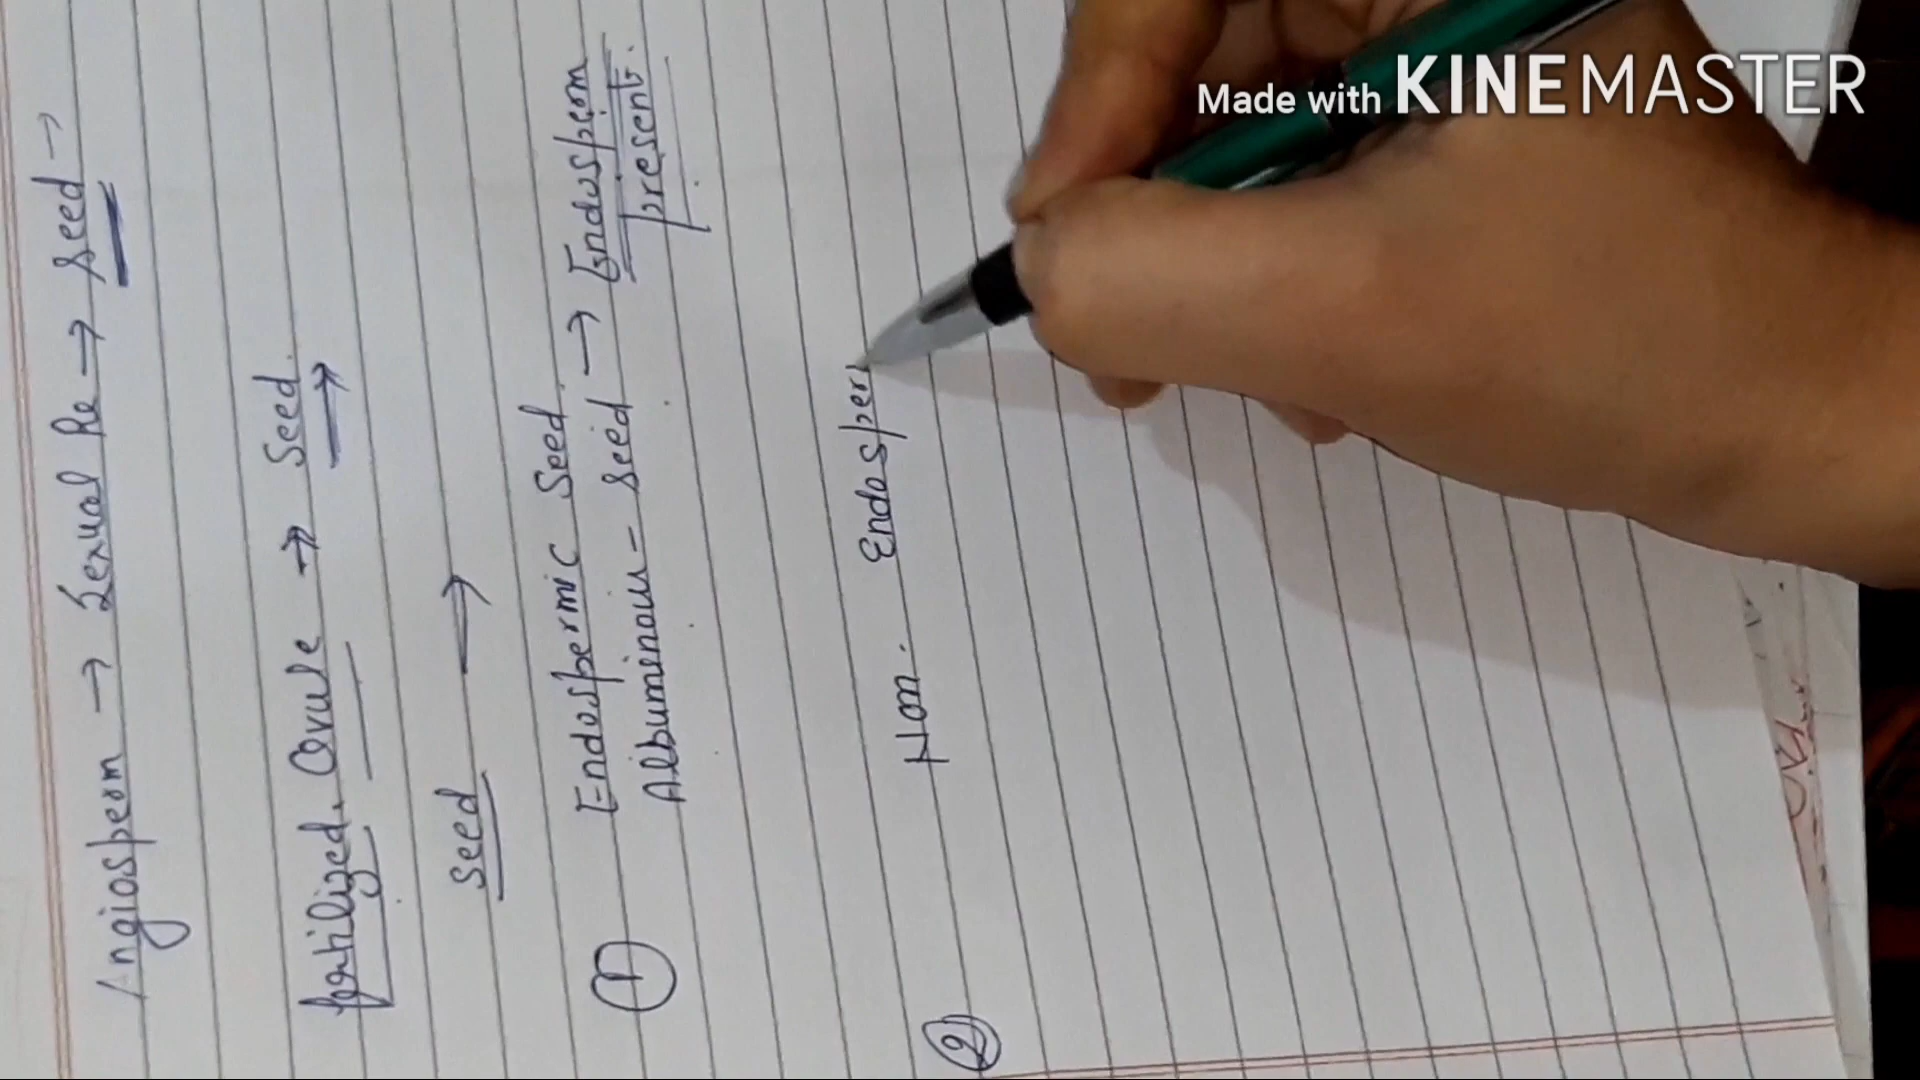 Angiosperm → Sexual Re → Seed →
fertilized. Ovule → Seed.
Seed →
① Endospermic Seed. → Endosperm
Albuminous - seed present.
② Non. Endosper
Made with KINEMASTER